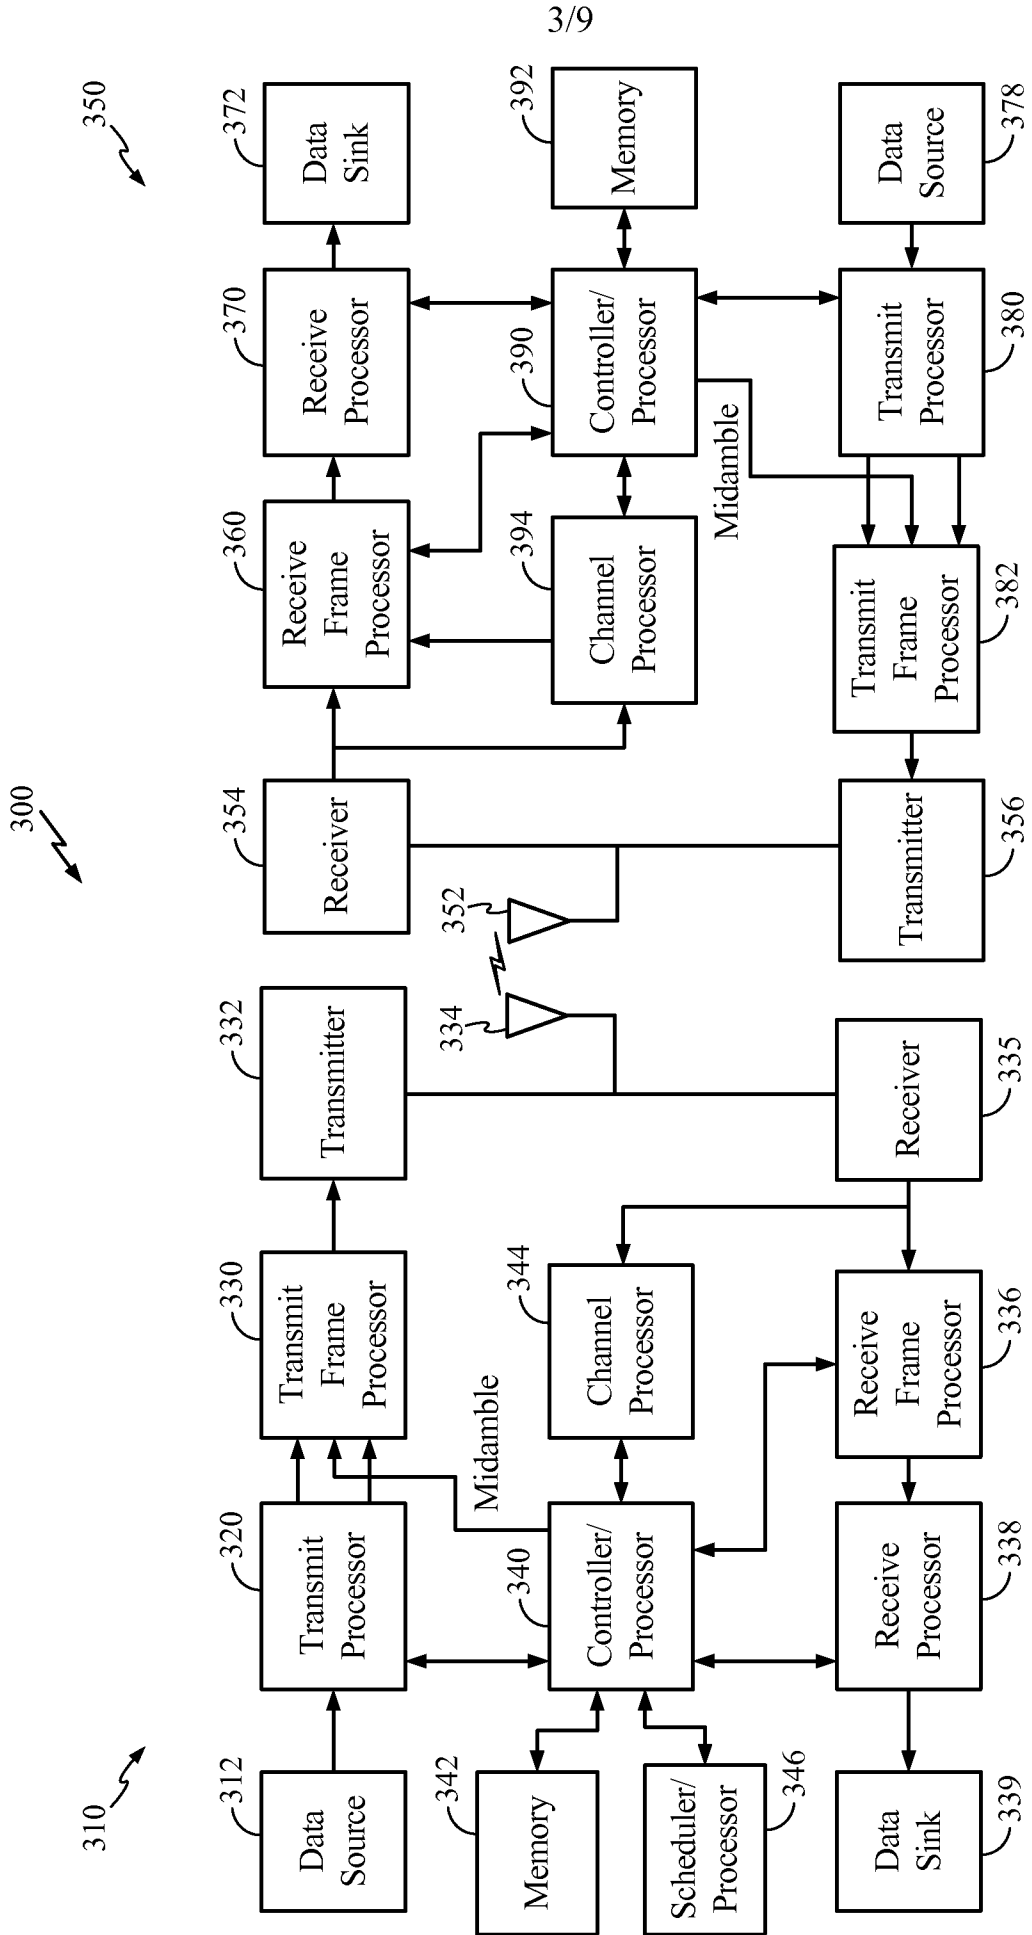 3/9
300
310
350
312
Data
Source
320
Transmit
Processor
330
Transmit
Frame
Processor
332
Transmitter
354
Receiver
360
Receive
Frame
Processor
370
Receive
Processor
372
Data
Sink
342
Memory
346
Scheduler/
Processor
340
Controller/
Processor
Midamble
344
Channel
Processor
334
352
394
Channel
Processor
390
Controller/
Processor
Midamble
392
Memory
339
Data
Sink
338
Receive
Processor
336
Receive
Frame
Processor
335
Receiver
356
Transmitter
382
Transmit
Frame
Processor
380
Transmit
Processor
378
Data
Source